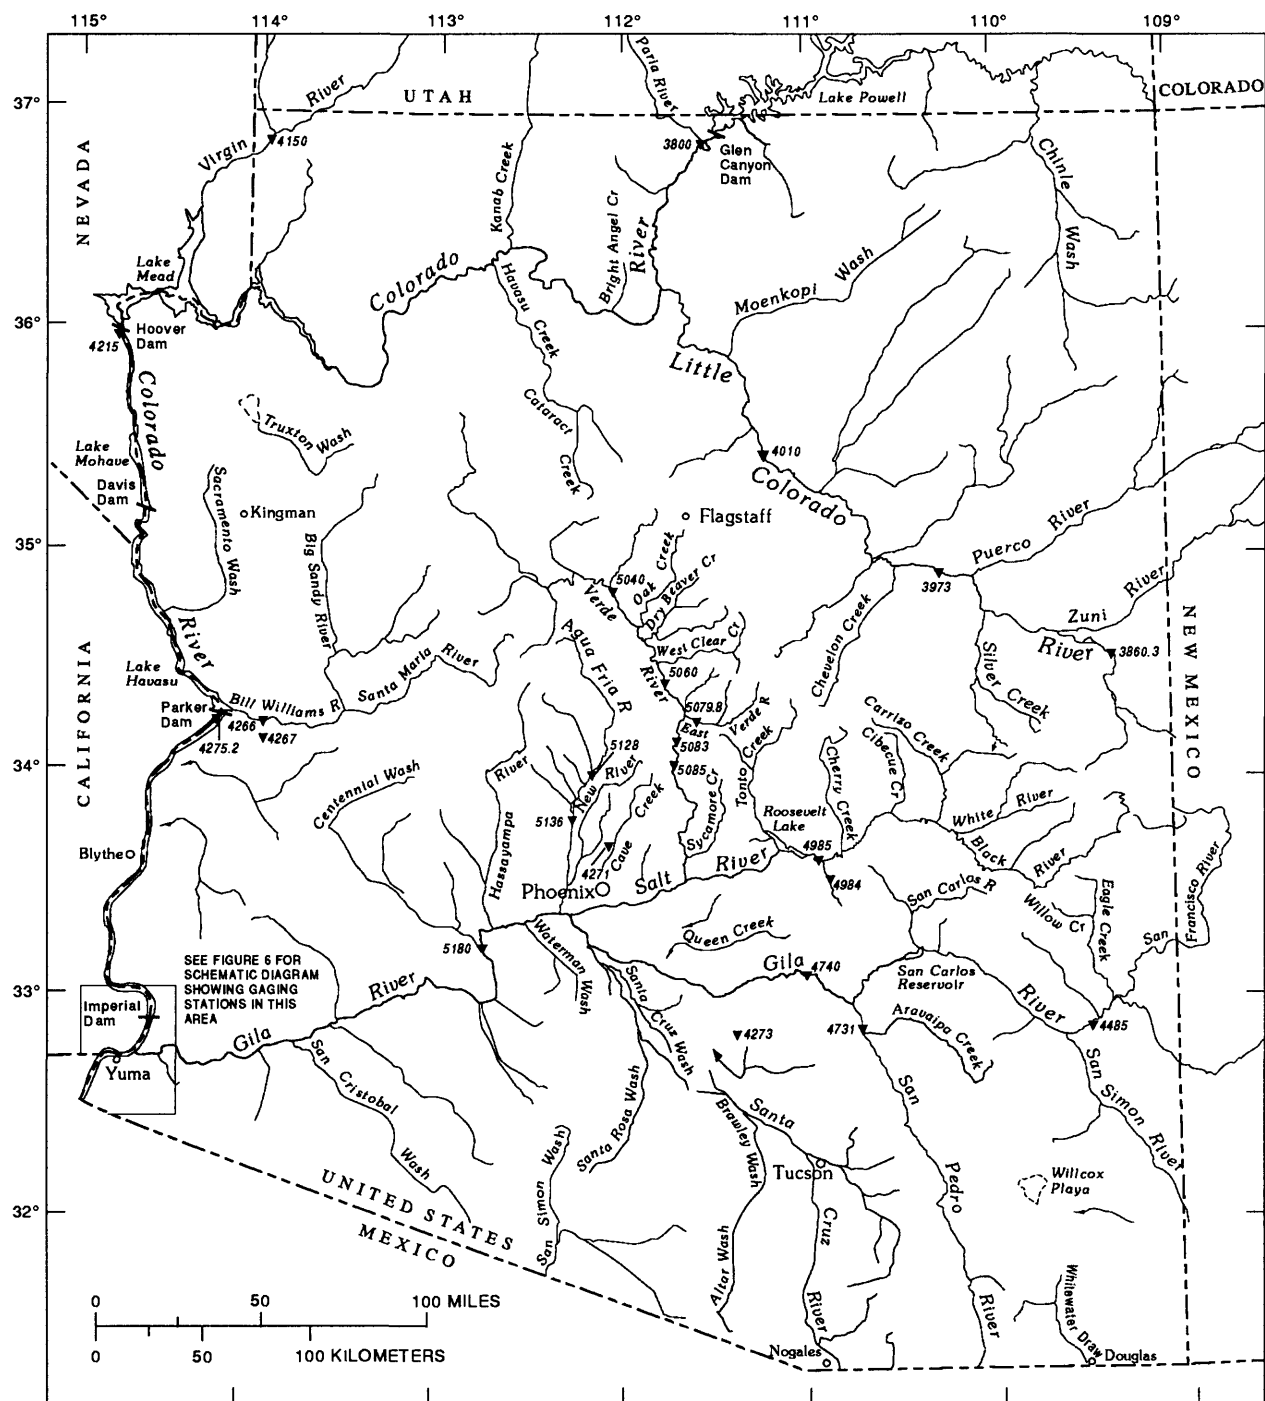 115° 114° 113° 112° 111° 110° 109°
37°
36°
35°
34°
33°
32°
UTAH
COLORADO
NEVADA
CALIFORNIA
NEW MEXICO
UNITED STATES
MEXICO
Virgin River
4150
Paria River
Lake Powell
3800
Glen
Canyon
Dam
Kanab Creek
Bright Angel Cr
Chinle Wash
Moenkopi Wash
Lake
Mead
Colorado River
Havasu Creek
Hoover
Dam
4215
Colorado River
Little Colorado River
Cataract Creek
Truxton Wash
4010
Lake
Mohave
Davis
Dam
Sacramento Wash
Kingman
Flagstaff
Big Sandy River
Puerco River
3973
5040
Oak Creek
Dry Beaver Cr
Verde River
West Clear Cr
Chevelon Creek
Zuni River
3860.3
Silver Creek
Agua Fria R
Santa Maria River
Lake
Havasu
Bill Williams R
Parker
Dam
4266
4267
4275.2
5060
5079.8
East Verde R
5083
5085
Tonto Creek
Carrizo Creek
Cibecue Cr
Cherry Creek
5128
New River
Centennial Wash
Hassayampa River
5136
Cave Creek
4271
Sycamore Cr
Roosevelt
Lake
4985
4984
White River
Black River
Blythe
Phoenix
Salt River
San Carlos R
Willow Cr
Eagle Creek
San Francisco River
5180
Waterman Wash
Queen Creek
Gila River
4740
San Carlos
Reservoir
SEE FIGURE 6 FOR
SCHEMATIC DIAGRAM
SHOWING GAGING
STATIONS IN THIS
AREA
Imperial
Dam
Gila River
Santa Cruz Wash
4273
4731
Aravaipa Creek
4485
Yuma
San Cristobal Wash
Santa Rosa Wash
Brawley Wash
Santa Cruz River
San Pedro River
San Simon River
San Simon Wash
Tucson
Willcox
Playa
Altar Wash
Whitewater Draw
Nogales
Douglas
0 50 100 MILES
0 50 100 KILOMETERS